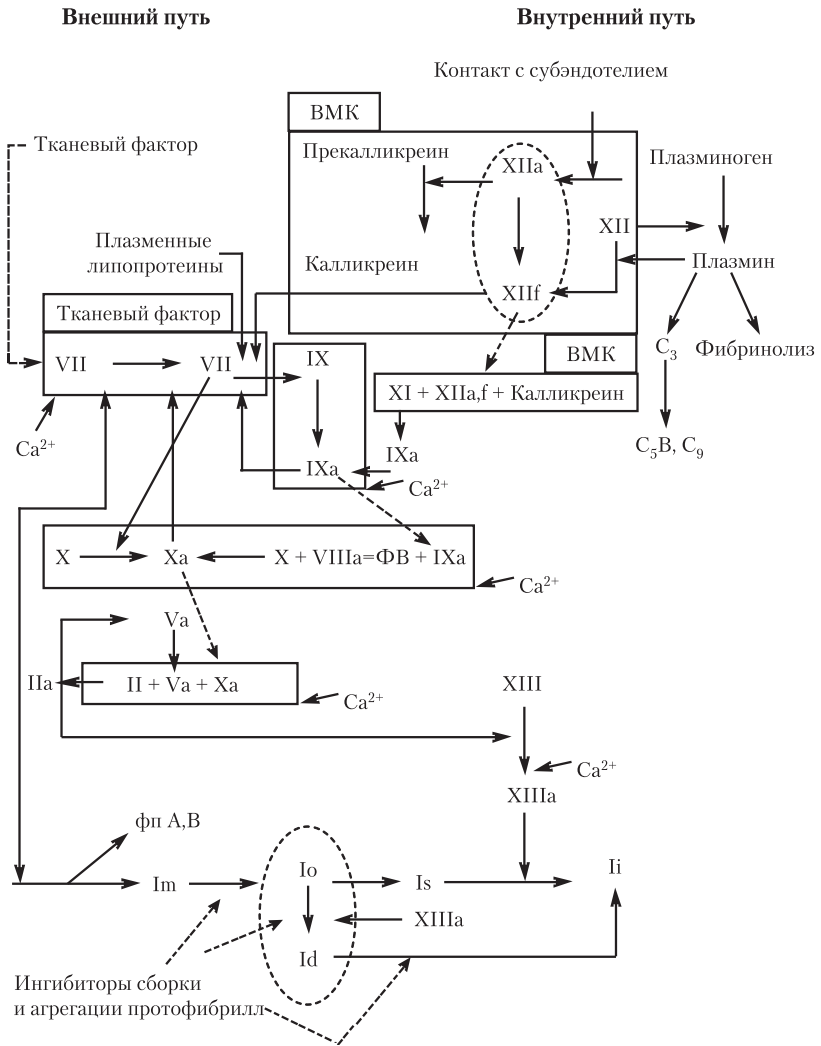 Внешний путь
Внутренний путь
Контакт с субэндотелием
ВМК
Тканевый фактор
Прекалликреин
XIIa
Плазминоген
XII
Плазменные
липопротеины
Калликреин
Плазмин
XIIf
Тканевый фактор
VII
VII
IX
ВМК
C₃
Фибринолиз
XI + XIIa,f + Калликреин
Ca²⁺
IXa
IXa
C₅B, C₉
Ca²⁺
X
Xa
X + VIIIa=ФВ + IXa
Ca²⁺
Va
IIa
II + Va + Xa
XIII
Ca²⁺
Ca²⁺
XIIIa
фп А,В
Im
Io
Is
Ii
XIIIa
Id
Ингибиторы сборки
и агрегации протофибрилл